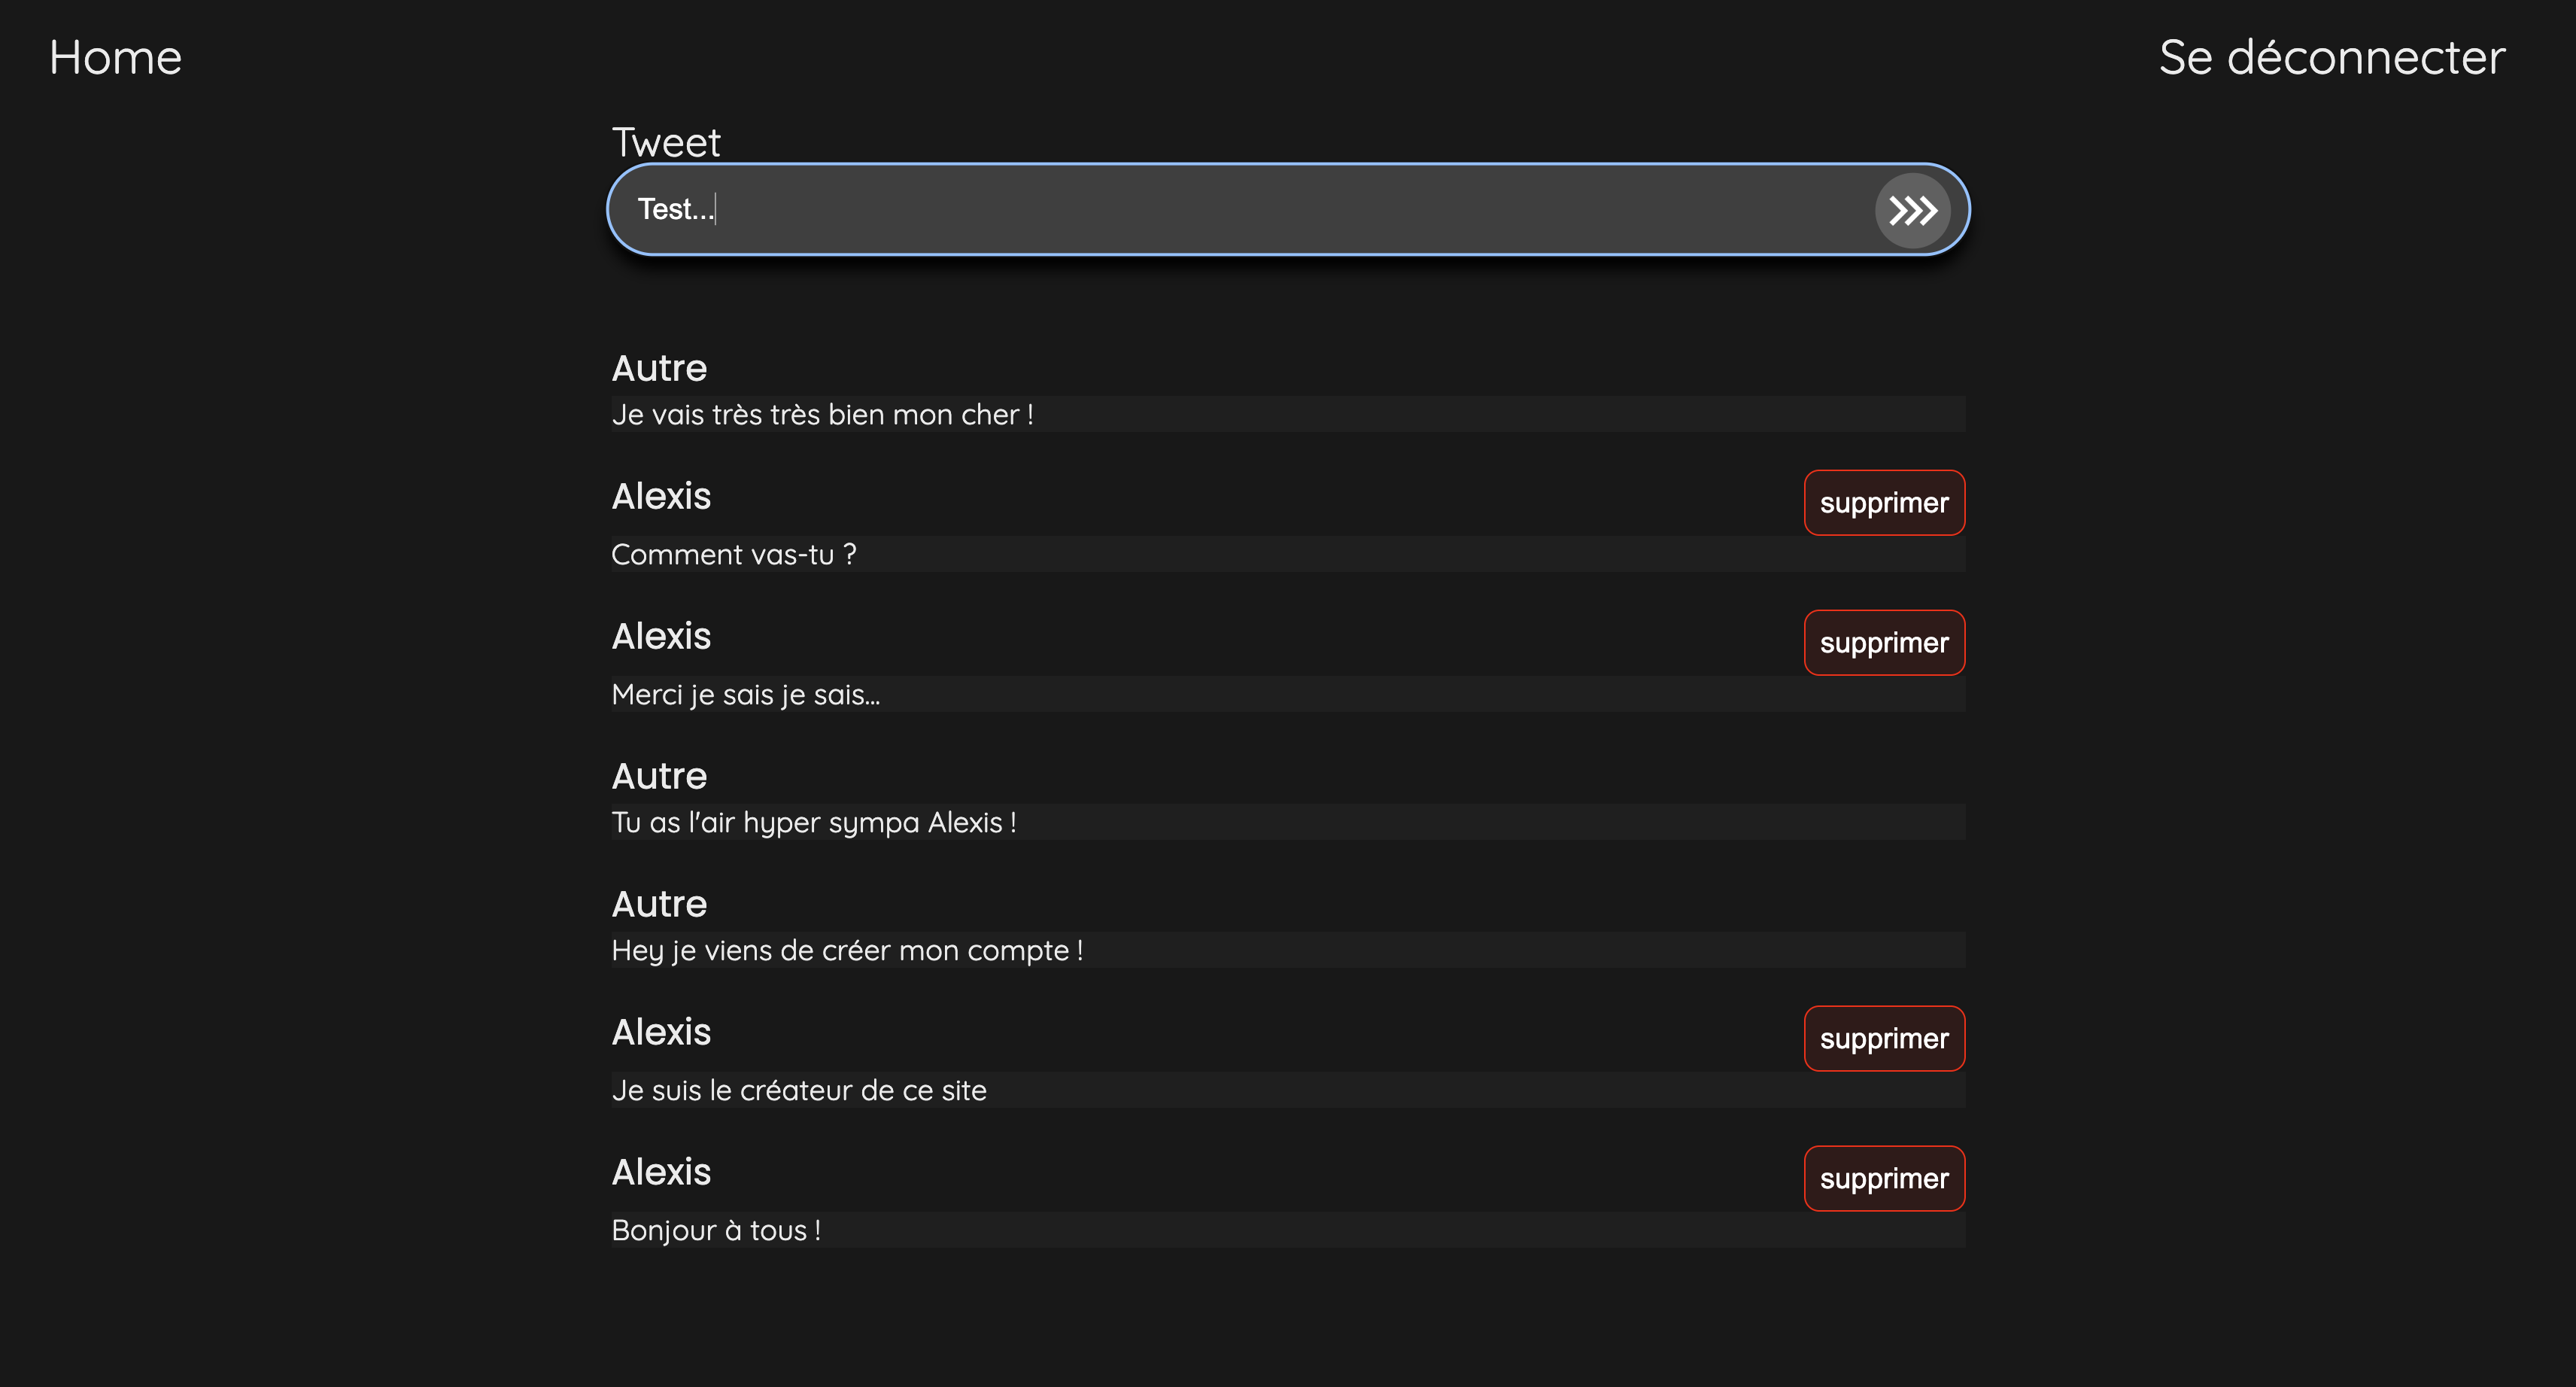 Home
Se déconnecter
Tweet
Test...
Autre
Je vais très très bien mon cher !
Alexis
supprimer
Comment vas-tu ?
Alexis
supprimer
Merci je sais je sais...
Autre
Tu as l'air hyper sympa Alexis !
Autre
Hey je viens de créer mon compte !
Alexis
supprimer
Je suis le créateur de ce site
Alexis
supprimer
Bonjour à tous !